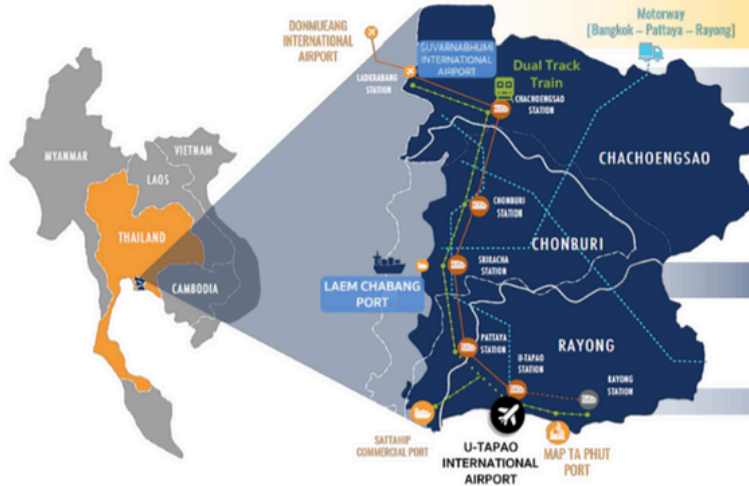 DONMUEANG
INTERNATIONAL
AIRPORT
SUVARNABHUMI
INTERNATIONAL
AIRPORT
LADKRABANG
STATION
Motorway
(Bangkok – Pattaya – Rayong)
Dual Track
Train
CHACHOENGSAO
STATION
CHACHOENGSAO
MYANMAR
VIETNAM
LAOS
THAILAND
CAMBODIA
CHONBURI
STATION
CHONBURI
SRIRACHA
STATION
LAEM CHABANG
PORT
PATTAYA
STATION
RAYONG
U-TAPAO
STATION
RAYONG
STATION
SATTAHIP
COMMERCIAL PORT
U-TAPAO
INTERNATIONAL
AIRPORT
MAP TA PHUT
PORT